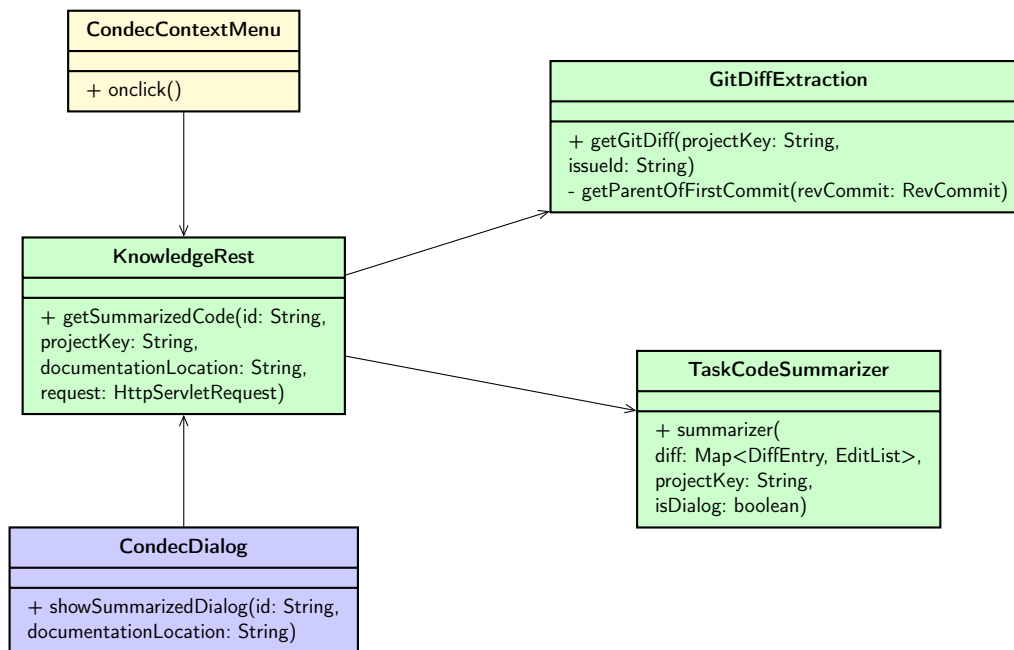 CondecContextMenu
+ onclick()
GitDiffExtraction
+ getGitDiff(projectKey: String,
issueId: String)
- getParentOfFirstCommit(revCommit: RevCommit)
KnowledgeRest
+ getSummarizedCode(id: String,
projectKey: String,
documentationLocation: String,
request: HttpServletRequest)
TaskCodeSummarizer
+ summarizer(
diff: Map<DiffEntry, EditList>,
projectKey: String,
isDialog: boolean)
CondecDialog
+ showSummarizedDialog(id: String,
documentationLocation: String)